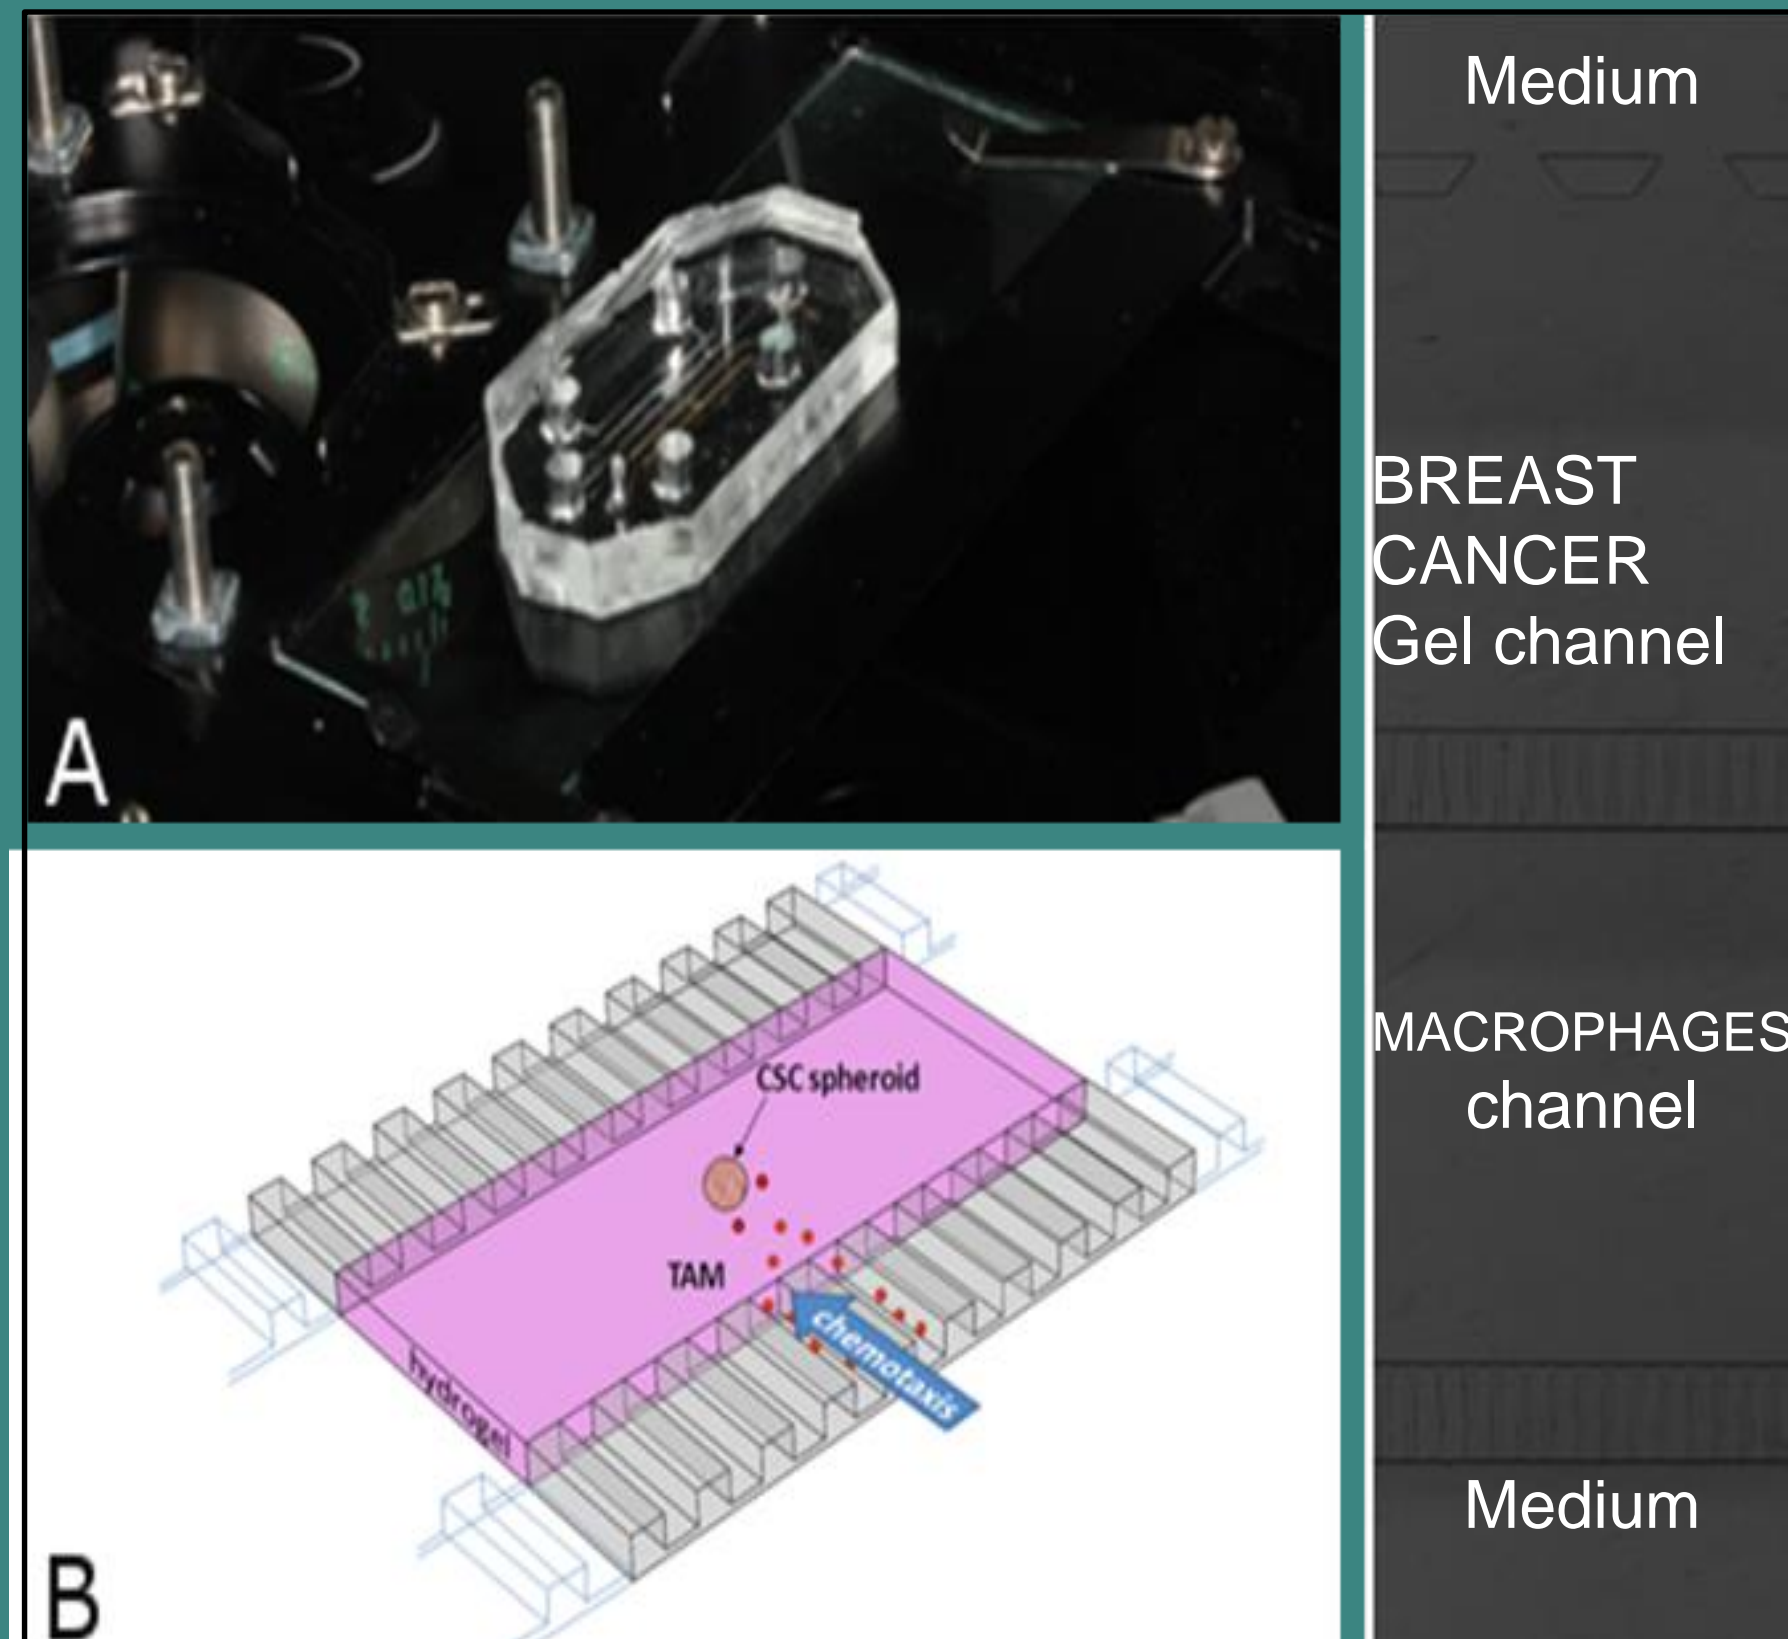 A
CSC spheroid
TAM
chemotaxis
hydrogel
B
Medium
BREAST
CANCER
Gel channel
MACROPHAGES
channel
Medium